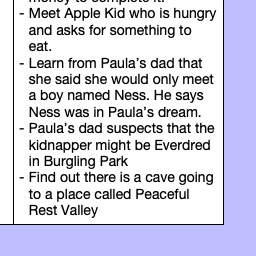 money to complete it.
- Meet Apple Kid who is hungry
and asks for something to
eat.
- Learn from Paula's dad that
she said she would only meet
a boy named Ness. He says
Ness was in Paula's dream.
- Paula's dad suspects that the
kidnapper might be Everdred
in Burgling Park
- Find out there is a cave going
to a place called Peaceful
Rest Valley